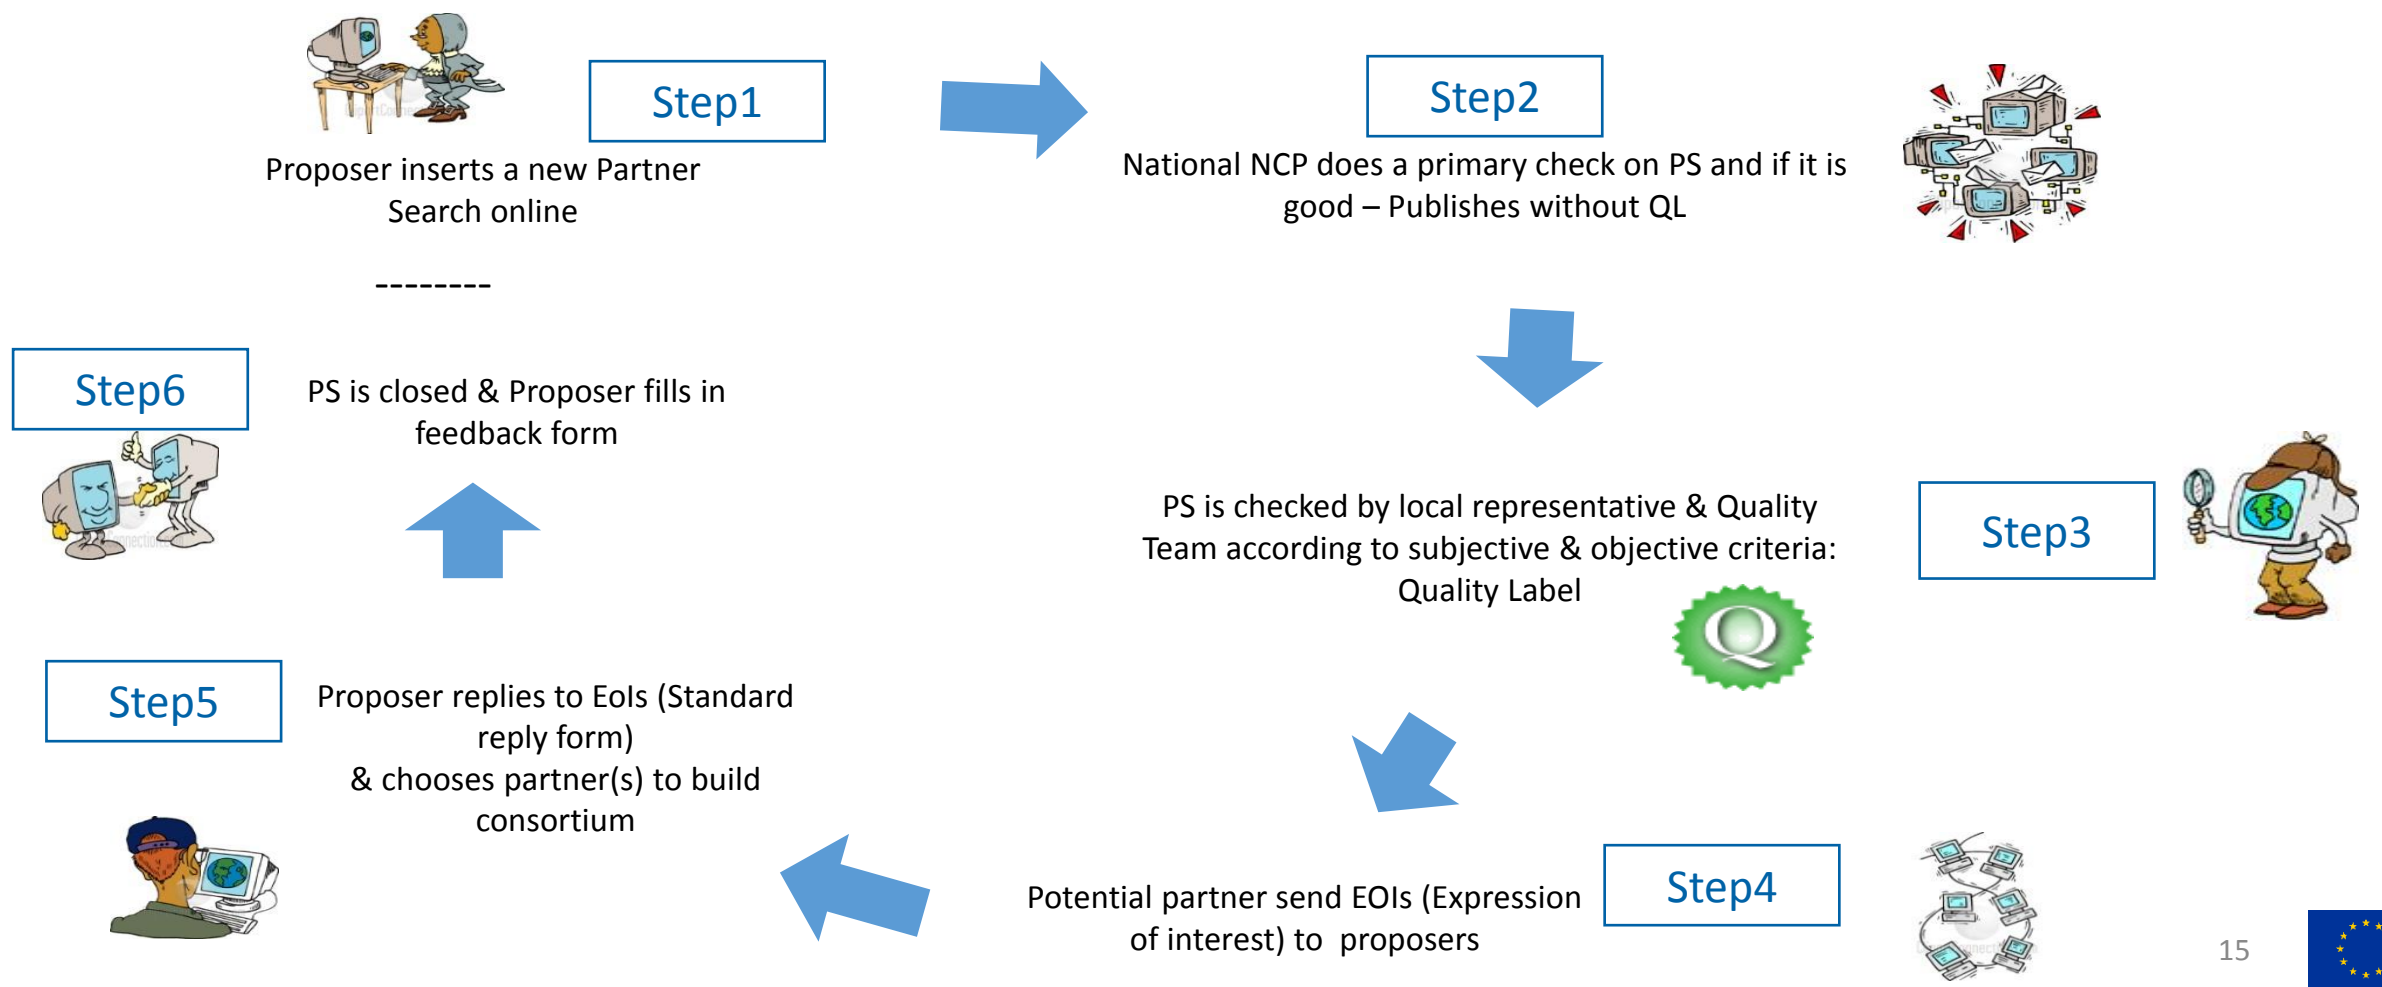 Step1
Proposer inserts a new Partner
Search online
--------
Step2
National NCP does a primary check on PS and if it is
good – Publishes without QL
Step3
PS is checked by local representative & Quality
Team according to subjective & objective criteria:
Quality Label
Q
Step4
Potential partner send EOIs (Expression
of interest) to  proposers
Step5
Proposer replies to EoIs (Standard
reply form)
& chooses partner(s) to build
consortium
Step6
PS is closed & Proposer fills in
feedback form
15